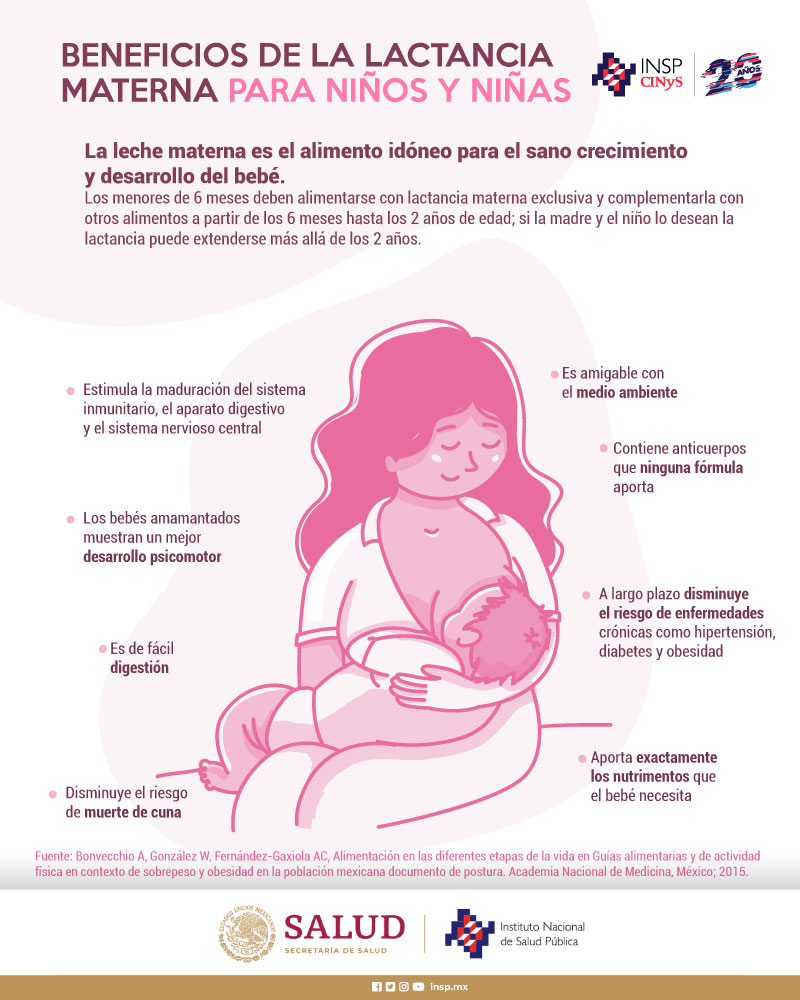 BENEFICIOS DE LA LACTANCIA
MATERNA PARA NIÑOS Y NIÑAS
INSP
CINyS
26 AÑOS
La leche materna es el alimento idóneo para el sano crecimiento
y desarrollo del bebé.
Los menores de 6 meses deben alimentarse con lactancia materna exclusiva y complementarla con
otros alimentos a partir de los 6 meses hasta los 2 años de edad; si la madre y el niño lo desean la
lactancia puede extenderse más allá de los 2 años.
Estimula la maduración del sistema
inmunitario, el aparato digestivo
y el sistema nervioso central
Los bebés amamantados
muestran un mejor
desarrollo psicomotor
Es de fácil
digestión
Disminuye el riesgo
de muerte de cuna
Es amigable con
el medio ambiente
Contiene anticuerpos
que ninguna fórmula
aporta
A largo plazo disminuye
el riesgo de enfermedades
crónicas como hipertensión,
diabetes y obesidad
Aporta exactamente
los nutrimentos que
el bebé necesita
Fuente: Bonvecchio A, González W, Fernández-Gaxiola AC, Alimentación en las diferentes etapas de la vida en Guías alimentarias y de actividad
física en contexto de sobrepeso y obesidad en la población mexicana documento de postura. Academia Nacional de Medicina, México; 2015.
ESTADOS UNIDOS MEXICANOS
SALUD
SECRETARÍA DE SALUD
Instituto Nacional
de Salud Pública
insp.mx